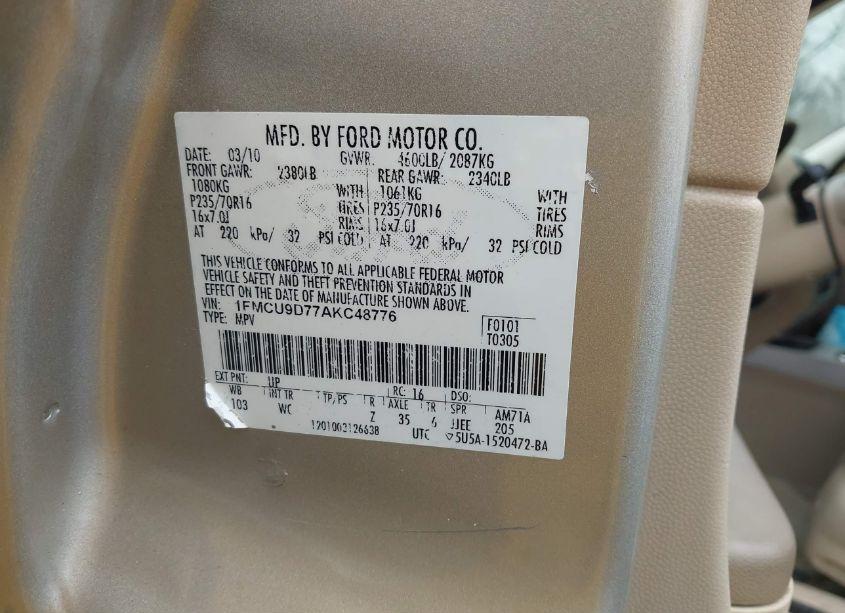 MFD. BY FORD MOTOR CO.
DATE: 03/10 GVWR: 4600LB/ 2087KG
FRONT GAWR: 2380LB REAR GAWR: 2340LB
1080KG WITH 1061KG WITH
P235/70R16 TIRES P235/70R16 TIRES
16x7.0J RIMS 16x7.0J RIMS
AT 220 kPa/ 32 PSI COLD AT 220 kPa/ 32 PSI COLD
THIS VEHICLE CONFORMS TO ALL APPLICABLE FEDERAL MOTOR
VEHICLE SAFETY AND THEFT PREVENTION STANDARDS IN
EFFECT ON THE DATE OF MANUFACTURE SHOWN ABOVE.
VIN: 1FMCU9D77AKC48776
TYPE: MPV F0101
T0305
EXT PNT: UP RC: 16 DSO:
WB INT TR TP/PS R AXLE TR SPR AM71A
103 WC Z 35 6 JJEE 205
1201003126638 UTC 5U5A-1520472-BA